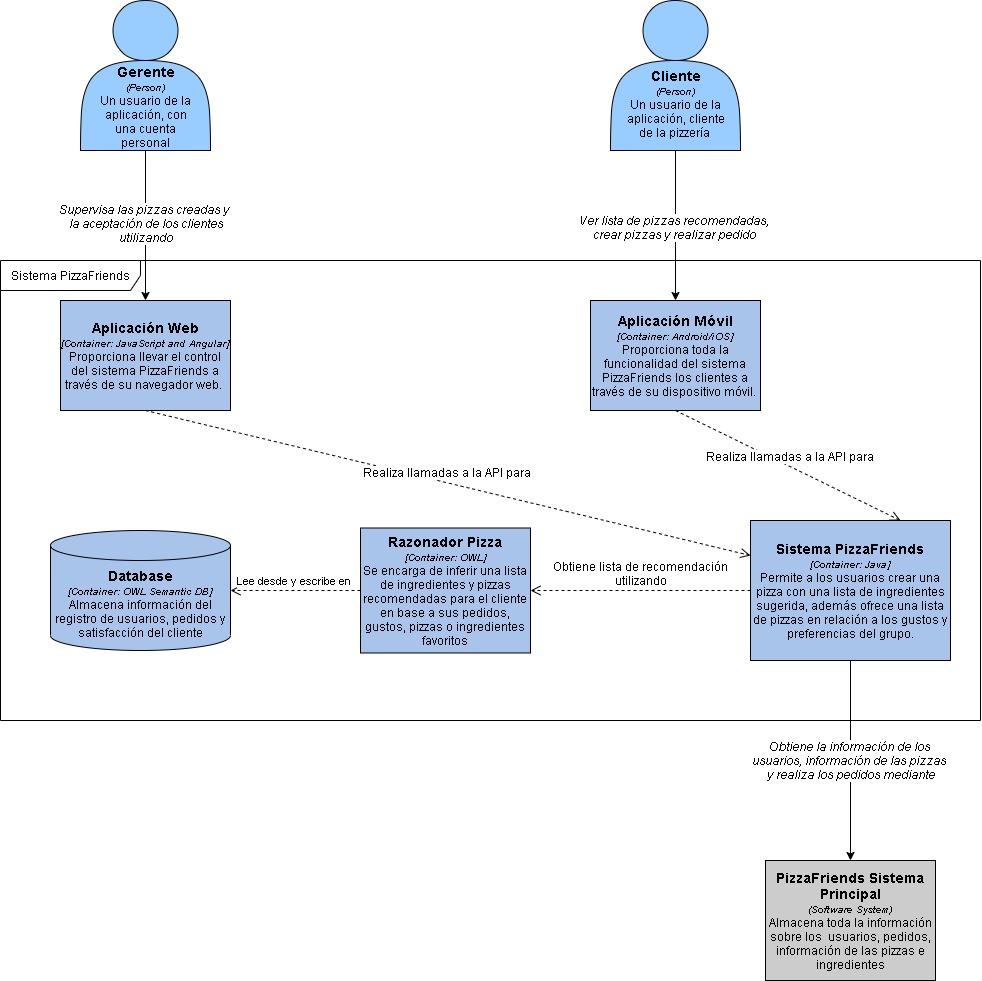 Gerente
(Person)
Un usuario de la
aplicación, con
una cuenta
personal
Cliente
(Person)
Un usuario de la
aplicación, cliente
de la pizzería
Supervisa las pizzas creadas y
la aceptación de los clientes
utilizando
Ver lista de pizzas recomendadas,
crear pizzas y realizar pedido
Sistema PizzaFriends
Aplicación Web
[Container: JavaScript and Angular]
Proporciona llevar el control
del sistema PizzaFriends a
través de su navegador web.
Aplicación Móvil
[Container: Android/iOS]
Proporciona toda la
funcionalidad del sistema
PizzaFriends los clientes a
través de su dispositivo móvil.
Realiza llamadas a la API para
Realiza llamadas a la API para
Database
[Container: OWL Semantic DB]
Almacena información del
registro de usuarios, pedidos y
satisfacción del cliente
Lee desde y escribe en
Razonador Pizza
[Container: OWL]
Se encarga de inferir una lista
de ingredientes y pizzas
recomendadas para el cliente
en base a sus pedidos,
gustos, pizzas o ingredientes
favoritos
Obtiene lista de recomendación
utilizando
Sistema PizzaFriends
[Container: Java]
Permite a los usuarios crear una
pizza con una lista de ingredientes
sugerida, además ofrece una lista
de pizzas en relación a los gustos y
preferencias del grupo.
Obtiene la información de los
usuarios, información de las pizzas
y realiza los pedidos mediante
PizzaFriends Sistema
Principal
(Software System)
Almacena toda la información
sobre los usuarios, pedidos,
información de las pizzas e
ingredientes